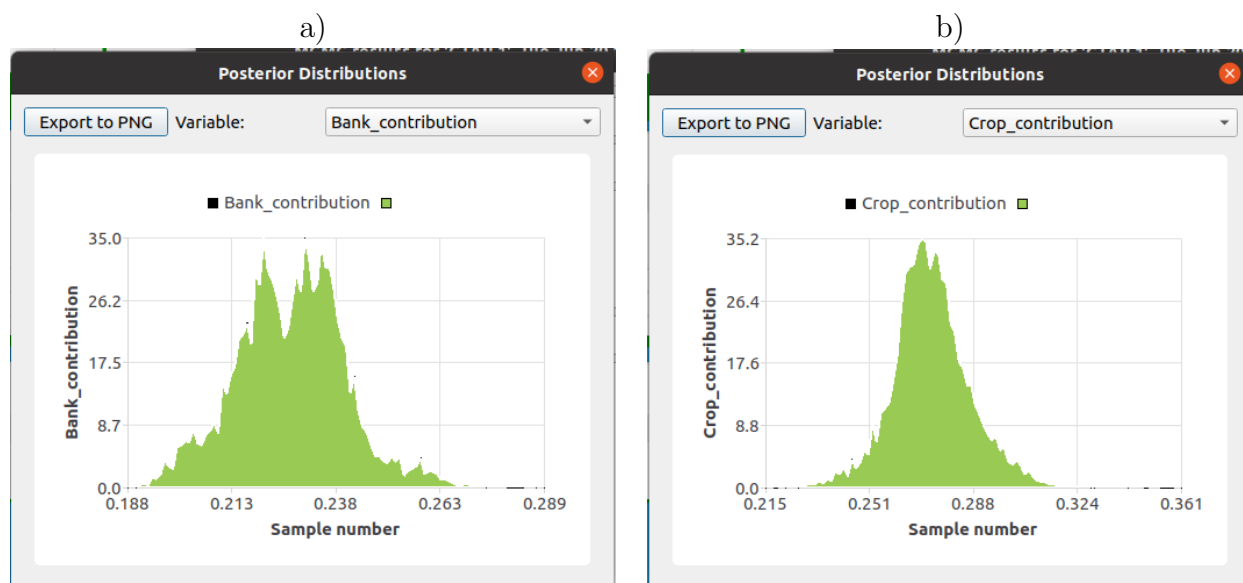 a)
b)
Posterior Distributions
Export to PNG Variable: Bank_contribution
Bank_contribution
35.0
26.2
17.5
8.7
0.0
Bank_contribution
0.188 0.213 0.238 0.263 0.289
Sample number
Posterior Distributions
Export to PNG Variable: Crop_contribution
Crop_contribution
35.2
26.4
17.6
8.8
0.0
Crop_contribution
0.215 0.251 0.288 0.324 0.361
Sample number